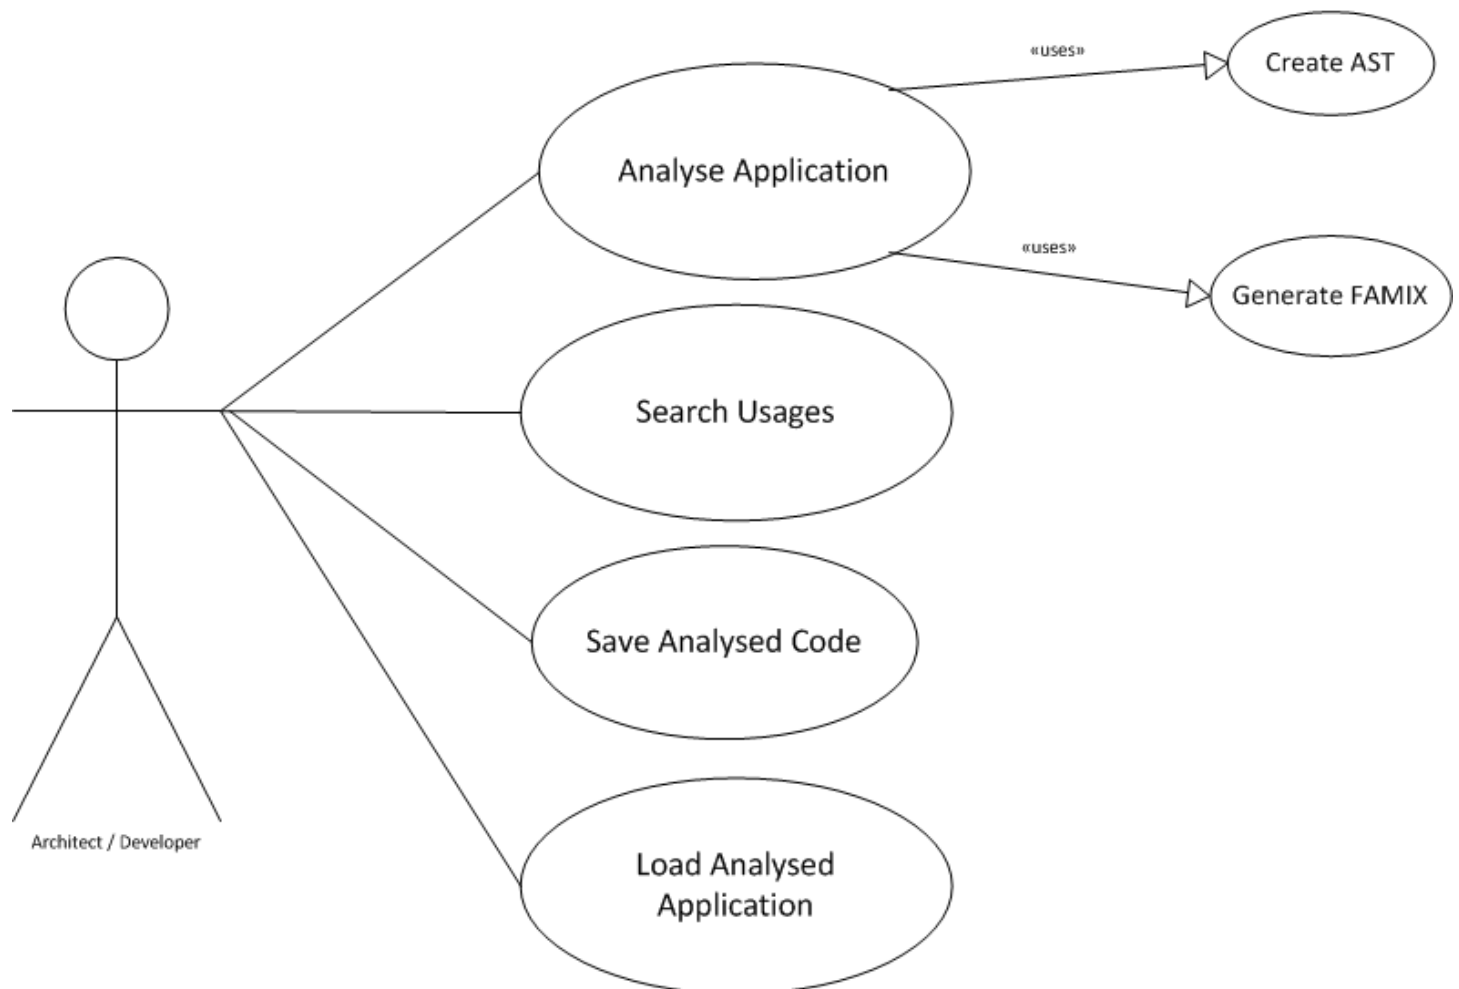 «uses»
Create AST
Analyse Application
«uses»
Generate FAMIX
Search Usages
Save Analysed Code
Architect / Developer
Load Analysed
Application